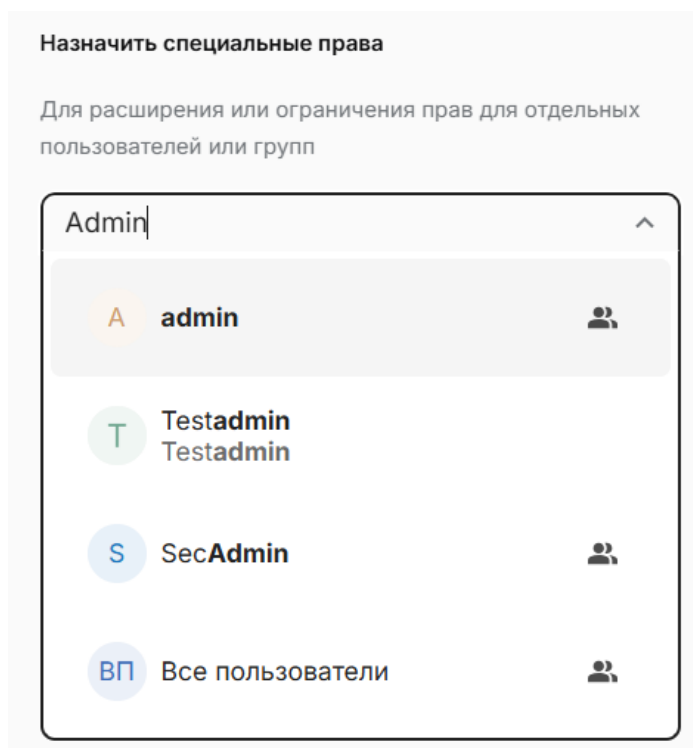 Назначить специальные права
Для расширения или ограничения прав для отдельных
пользователей или групп
Admin
A admin
T Testadmin
Testadmin
S SecAdmin
ВП Все пользователи